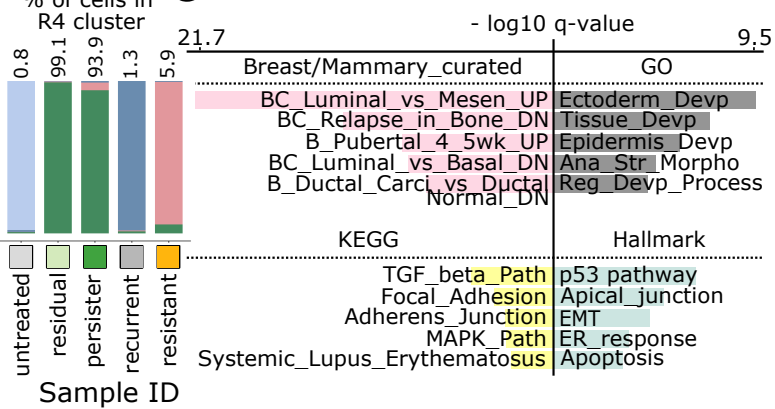 % of cells in
R4 cluster
0.8
99.1
93.9
1.3
5.9
untreated
residual
persister
recurrent
resistant
Sample ID
- log10 q-value
21.7 9.5
Breast/Mammary_curated GO
BC_Luminal_vs_Mesen_UP Ectoderm_Devp
BC_Relapse_in_Bone_DN Tissue_Devp
B_Pubertal_4_5wk_UP Epidermis_Devp
BC_Luminal_vs_Basal_DN Ana_Str_Morpho
B_Ductal_Carci_vs_Ductal Reg_Devp_Process
Normal_DN
KEGG Hallmark
TGF_beta_Path p53 pathway
Focal_Adhesion Apical_junction
Adherens_Junction EMT
MAPK_Path ER_response
Systemic_Lupus_Erythematosus Apoptosis